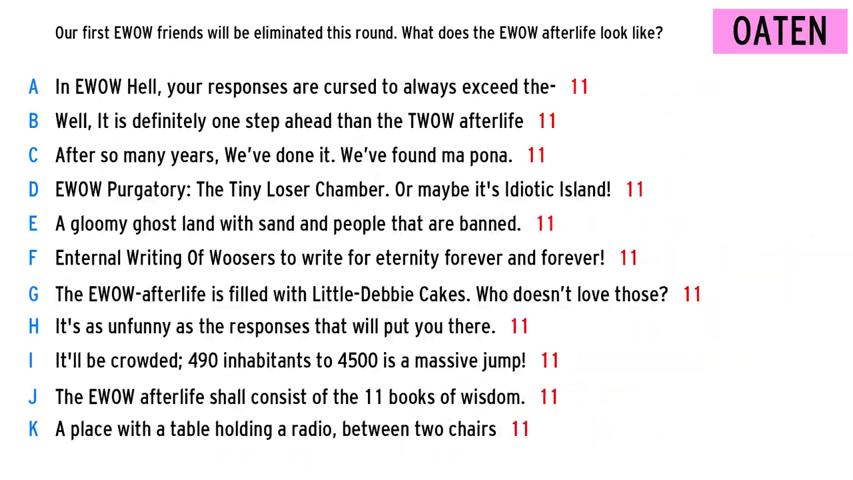 Our first EWOW friends will be eliminated this round. What does the EWOW afterlife look like?
OATEN
A In EWOW Hell, your responses are cursed to always exceed the- 11
B Well, It is definitely one step ahead than the TWOW afterlife 11
C After so many years, We've done it. We've found ma pona. 11
D EWOW Purgatory: The Tiny Loser Chamber. Or maybe it's Idiotic Island! 11
E A gloomy ghost land with sand and people that are banned. 11
F Enternal Writing Of Woosers to write for eternity forever and forever! 11
G The EWOW-afterlife is filled with Little-Debbie Cakes. Who doesn't love those? 11
H It's as unfunny as the responses that will put you there. 11
I It'll be crowded; 490 inhabitants to 4500 is a massive jump! 11
J The EWOW afterlife shall consist of the 11 books of wisdom. 11
K A place with a table holding a radio, between two chairs 11